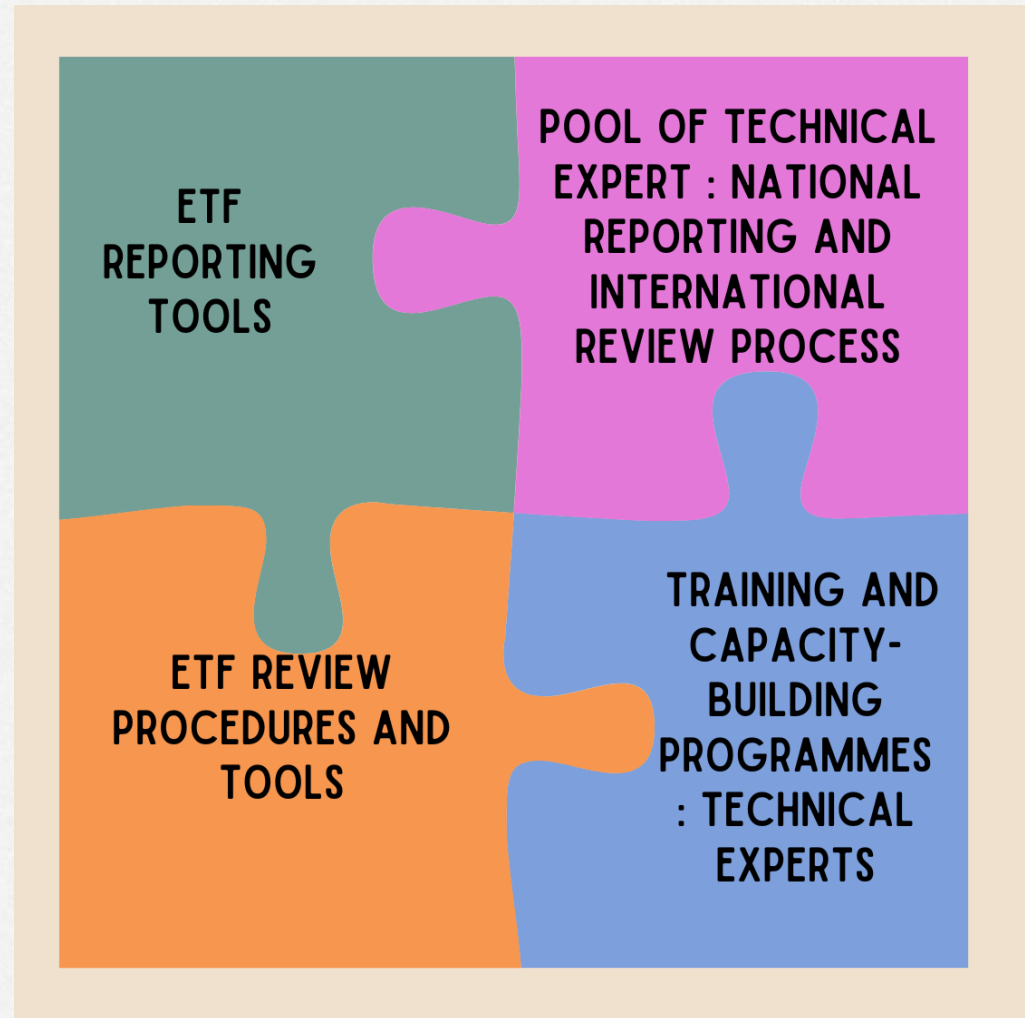 ETF
REPORTING
TOOLS
POOL OF TECHNICAL
EXPERT : NATIONAL
REPORTING AND
INTERNATIONAL
REVIEW PROCESS
ETF REVIEW
PROCEDURES AND
TOOLS
TRAINING AND
CAPACITY-
BUILDING
PROGRAMMES
: TECHNICAL
EXPERTS